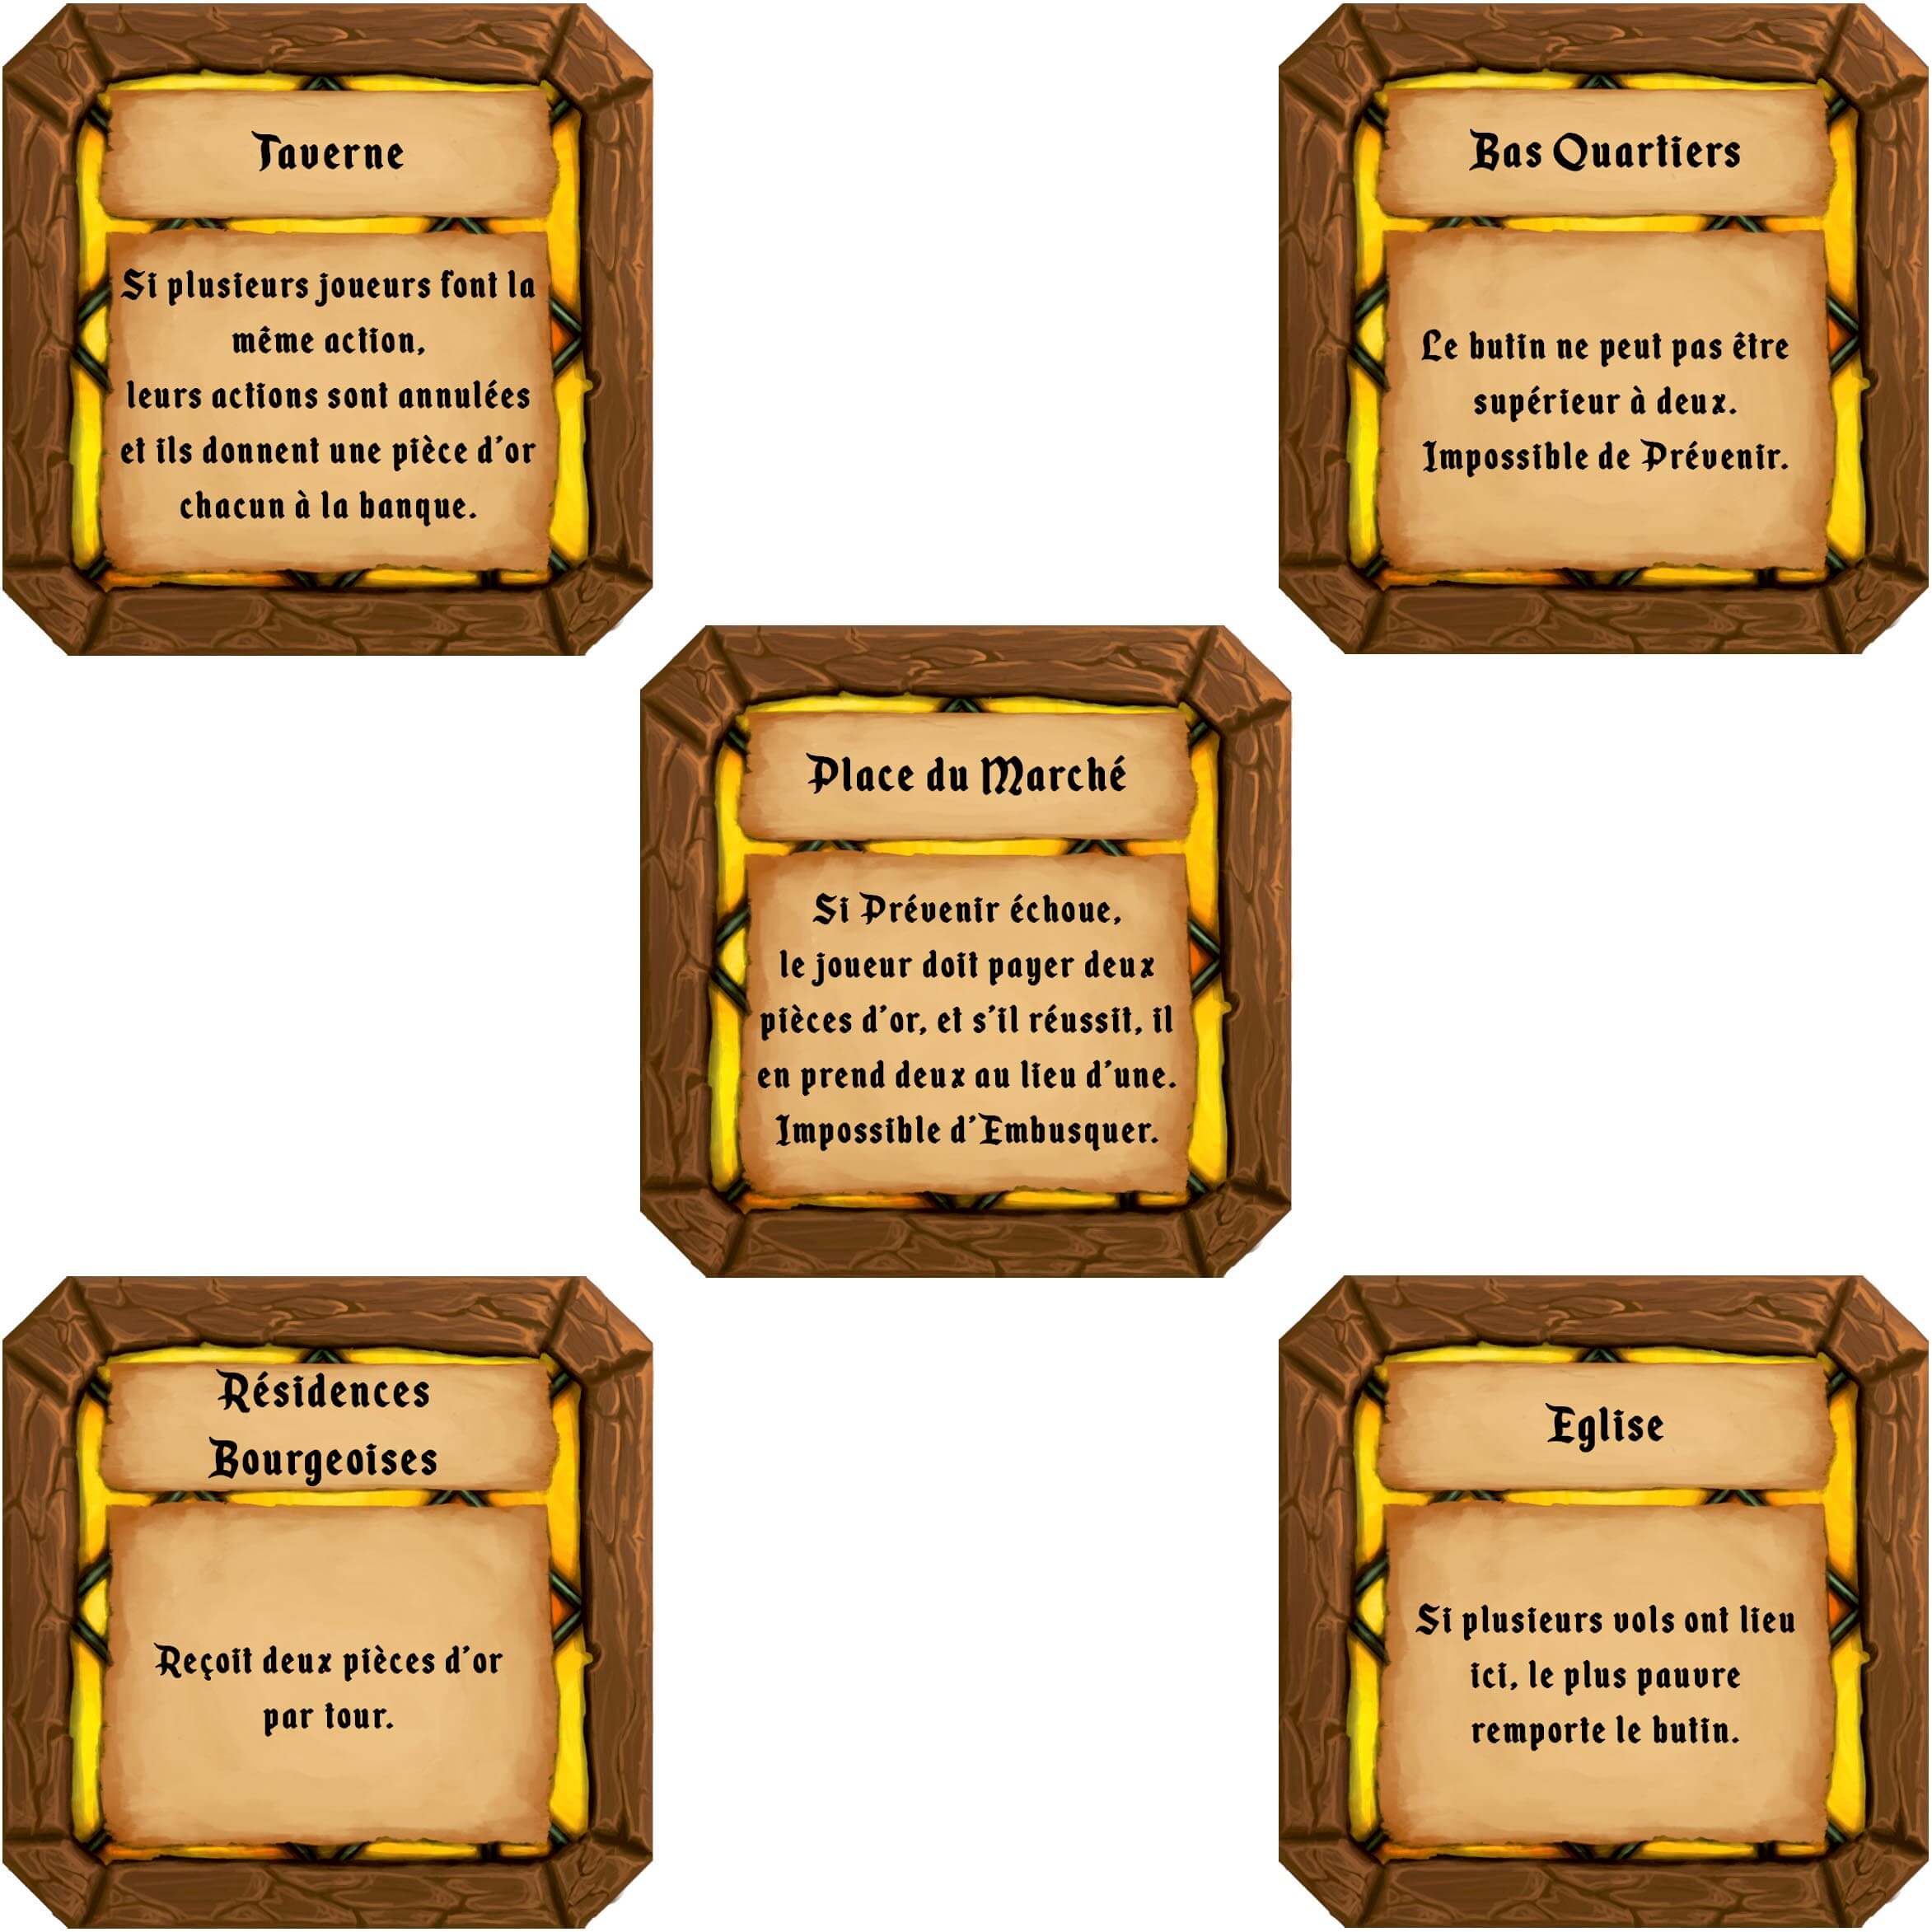 Taverne
Si plusieurs joueurs font la
même action,
leurs actions sont annulées
et ils donnent une pièce d'or
chacun à la banque.
Bas Quartiers
Le butin ne peut pas être
supérieur à deux.
Impossible de Prévenir.
Place du Marché
Si Prévenir échoue,
le joueur doit payer deux
pièces d'or, et s'il réussit, il
en prend deux au lieu d'une.
Impossible d'Embusquer.
Résidences
Bourgeoises
Reçoit deux pièces d'or
par tour.
Eglise
Si plusieurs vols ont lieu
ici, le plus pauvre
remporte le butin.